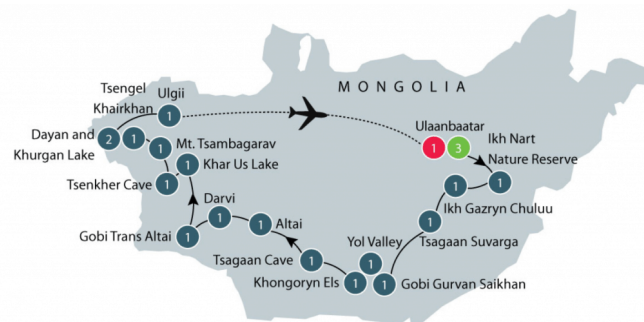 MONGOLIA
Tsengel
Khairkhan
Ulgii
1
Dayan and
Khurgan Lake
2
1
1
Mt. Tsambagarav
1
Khar Us Lake
Tsenkher Cave
1
Ulaanbaatar
1
3
Ikh Nart
Nature Reserve
1
1
Ikh Gazryn Chuluu
1
Tsagaan Suvarga
Darvi
1
Altai
1
Gobi Trans Altai
1
Yol Valley
1
Tsagaan Cave
1
Khongoryn Els
1
1
Gobi Gurvan Saikhan